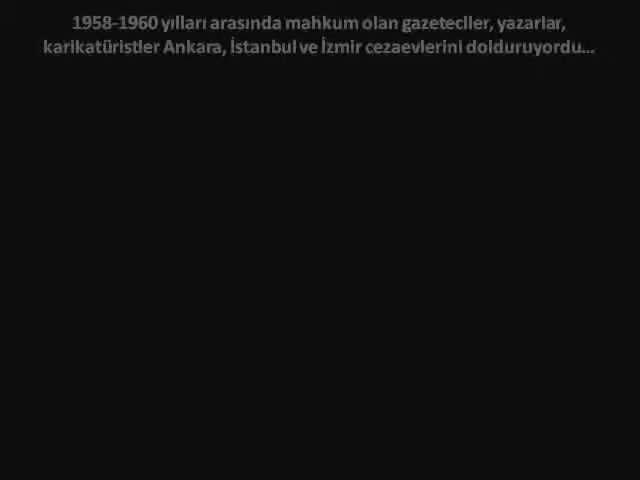 1958-1960 yılları arasında mahkum olan gazeteciler, yazarlar,
karikatüristler Ankara, İstanbul ve İzmir cezaevlerini dolduruyordu...